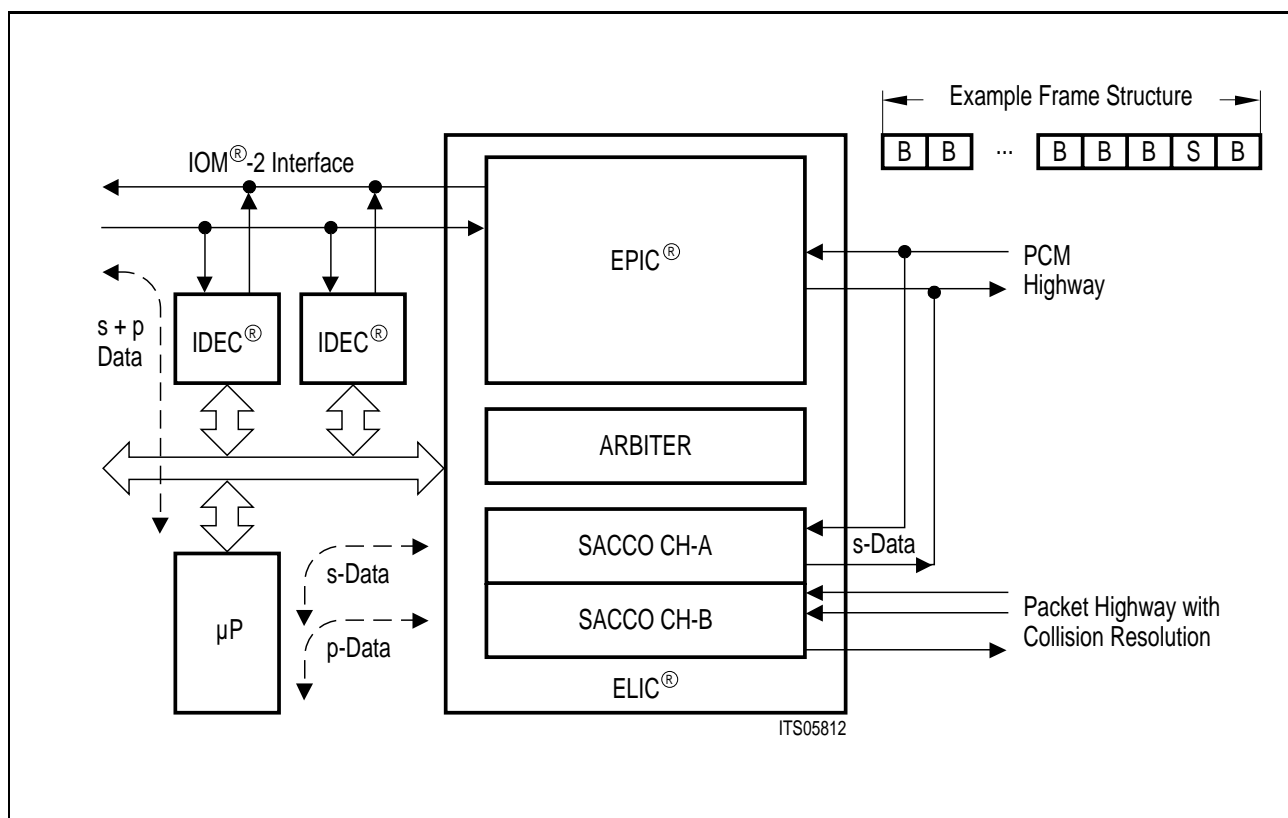 Example Frame Structure
B B ... B B B S B
IOM®-2 Interface
EPIC®
PCM
Highway
s + p
Data
IDEC® IDEC®
ARBITER
SACCO CH-A
s-Data
s-Data
µP
SACCO CH-B
p-Data
Packet Highway with
Collision Resolution
ELIC®
ITS05812